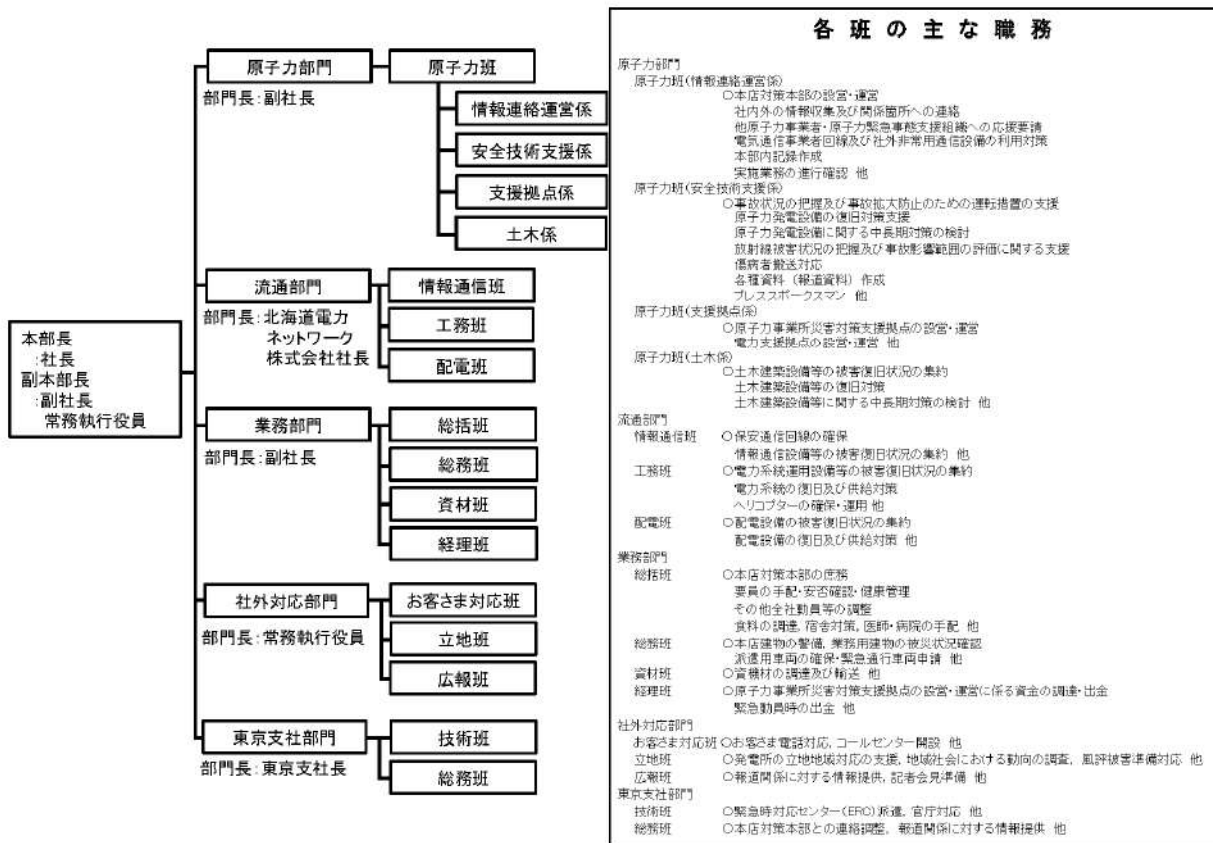 原子力部門
部門長：副社長
原子力班
情報連絡運営係
安全技術支援係
支援拠点係
土木係
流通部門
部門長：北海道電力
ネットワーク
株式会社社長
情報通信班
工務班
配電班
本部長
：社長
副本部長
：副社長
常務執行役員
業務部門
部門長：副社長
総括班
総務班
資材班
経理班
社外対応部門
部門長：常務執行役員
お客さま対応班
立地班
広報班
東京支社部門
部門長：東京支社長
技術班
総務班
各班の主な職務
原子力部門
原子力班(情報連絡運営係)
○本店対策本部の設営・運営
社内外の情報収集及び関係箇所への連絡
他原子力事業者・原子力緊急事態支援組織への応援要請
電気通信事業者回線及び社外非常用通信設備の利用対策
本部内記録作成
実施業務の進行確認 他
原子力班(安全技術支援係)
○事故状況の把握及び事故拡大防止のための運転措置の支援
原子力発電設備の復旧対策支援
原子力発電設備に関する中長期対策の検討
放射線被害状況の把握及び事故影響範囲の評価に関する支援
傷病者搬送対応
各種資料（報道資料）作成
プレススポークスマン 他
原子力班(支援拠点係)
○原子力事業所災害対策支援拠点の設営・運営
電力支援拠点の設営・運営 他
原子力班(土木係)
○土木建築設備等の被害復旧状況の集約
土木建築設備等の復旧対策
土木建築設備等に関する中長期対策の検討 他
流通部門
情報通信班 ○保安通信回線の確保
情報通信設備等の被害復旧状況の集約 他
工務班 ○電力系統運用設備等の被害復旧状況の集約
電力系統の復旧及び供給対策
ヘリコプターの確保・運用 他
配電班 ○配電設備の被害復旧状況の集約
配電設備の復旧及び供給対策 他
業務部門
総括班 ○本店対策本部の庶務
要員の手配・安否確認・健康管理
その他全社動員等の調整
食料の調達, 宿舎対策, 医師・病院の手配 他
総務班 ○本店建物の警備, 業務用建物の被災状況確認
派遣用車両の確保・緊急通行車両申請 他
資材班 ○資機材の調達及び輸送 他
経理班 ○原子力事業所災害対策支援拠点の設営・運営に係る資金の調達・出金
緊急動員時の出金 他
社外対応部門
お客さま対応班 ○お客さま電話対応, コールセンター開設 他
立地班 ○発電所の立地地域対応の支援, 地域社会における動向の調査, 風評被害準備対応 他
広報班 ○報道関係に対する情報提供, 記者会見準備 他
東京支社部門
技術班 ○緊急時対応センター(ERC)派遣, 官庁対応 他
総務班 ○本店対策本部との連絡調整, 報道関係に対する情報提供 他